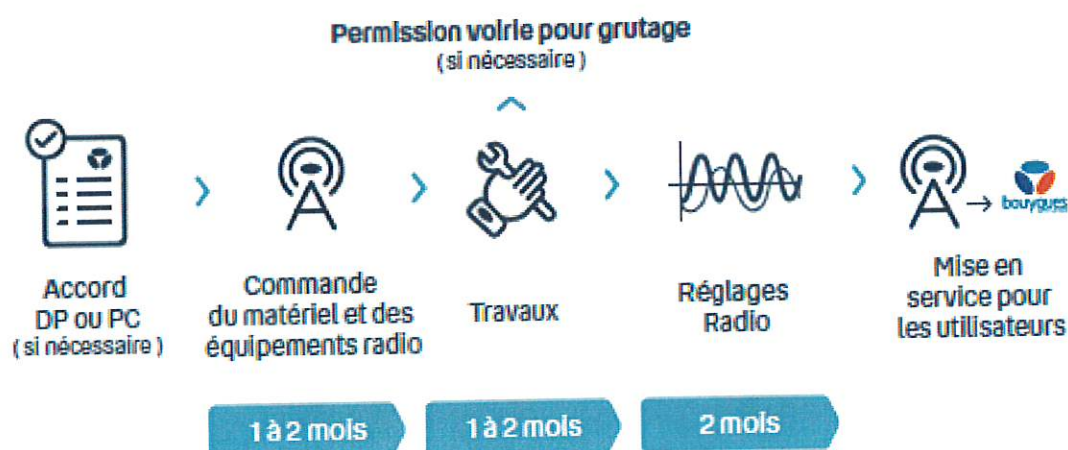 Permission voirie pour grutage
( si nécessaire )
Accord
DP ou PC
( si nécessaire )
Commande
du matériel et des
équipements radio
Travaux
Réglages
Radio
bouygues
Mise en
service pour
les utilisateurs
1 à 2 mois
1 à 2 mois
2 mois